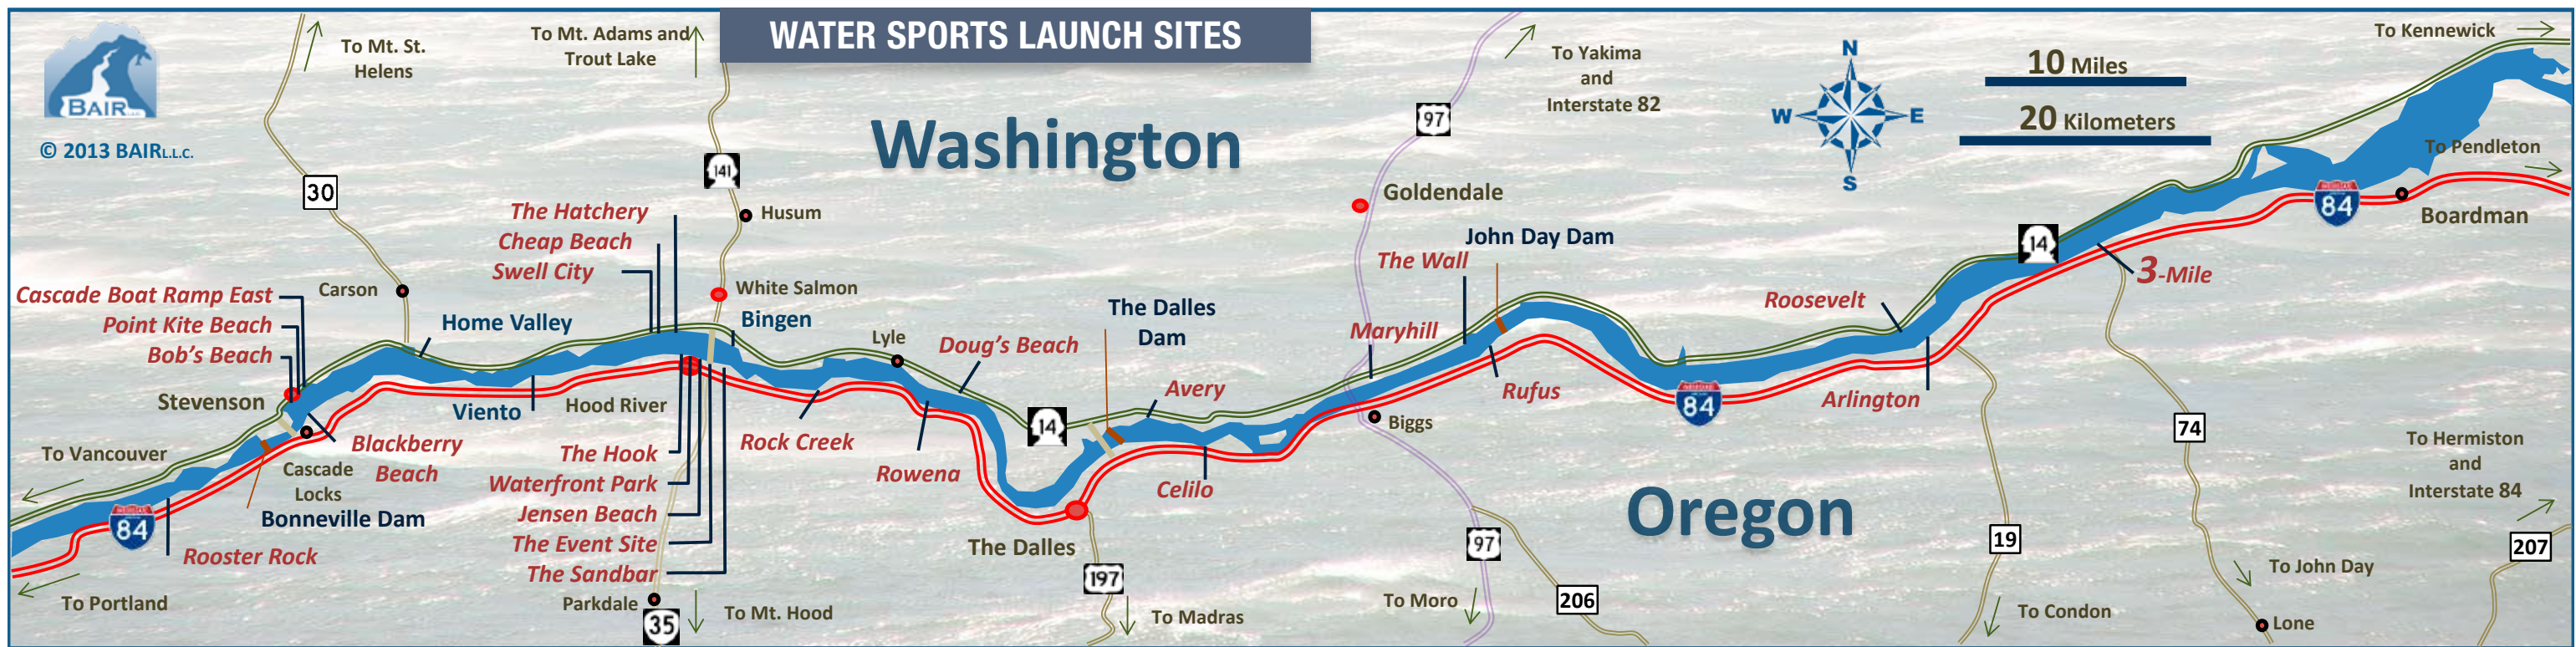 WATER SPORTS LAUNCH SITES
BAIR
© 2013 BAIRL.L.C.
To Mt. St.
Helens
To Mt. Adams and
Trout Lake
Washington
To Yakima
and
Interstate 82
N
W
E
S
10 Miles
20 Kilometers
To Kennewick
To Pendleton
97
141
30
Husum
Goldendale
84
Boardman
The Hatchery
Cheap Beach
Swell City
White Salmon
Bingen
John Day Dam
The Wall
14
3-Mile
Cascade Boat Ramp East
Point Kite Beach
Bob's Beach
Carson
Home Valley
Lyle
Doug's Beach
The Dalles
Dam
Maryhill
Roosevelt
Stevenson
Viento
Hood River
Avery
Rufus
84
Arlington
Biggs
14
74
To Vancouver
Cascade
Locks
Blackberry
Beach
Bonneville Dam
84
Rooster Rock
The Hook
Waterfront Park
Jensen Beach
The Event Site
The Sandbar
Rock Creek
Rowena
Celilo
Oregon
To Hermiston
and
Interstate 84
The Dalles
97
19
207
To Portland
Parkdale
35
To Mt. Hood
197
To Madras
To Moro
206
To Condon
To John Day
Lone